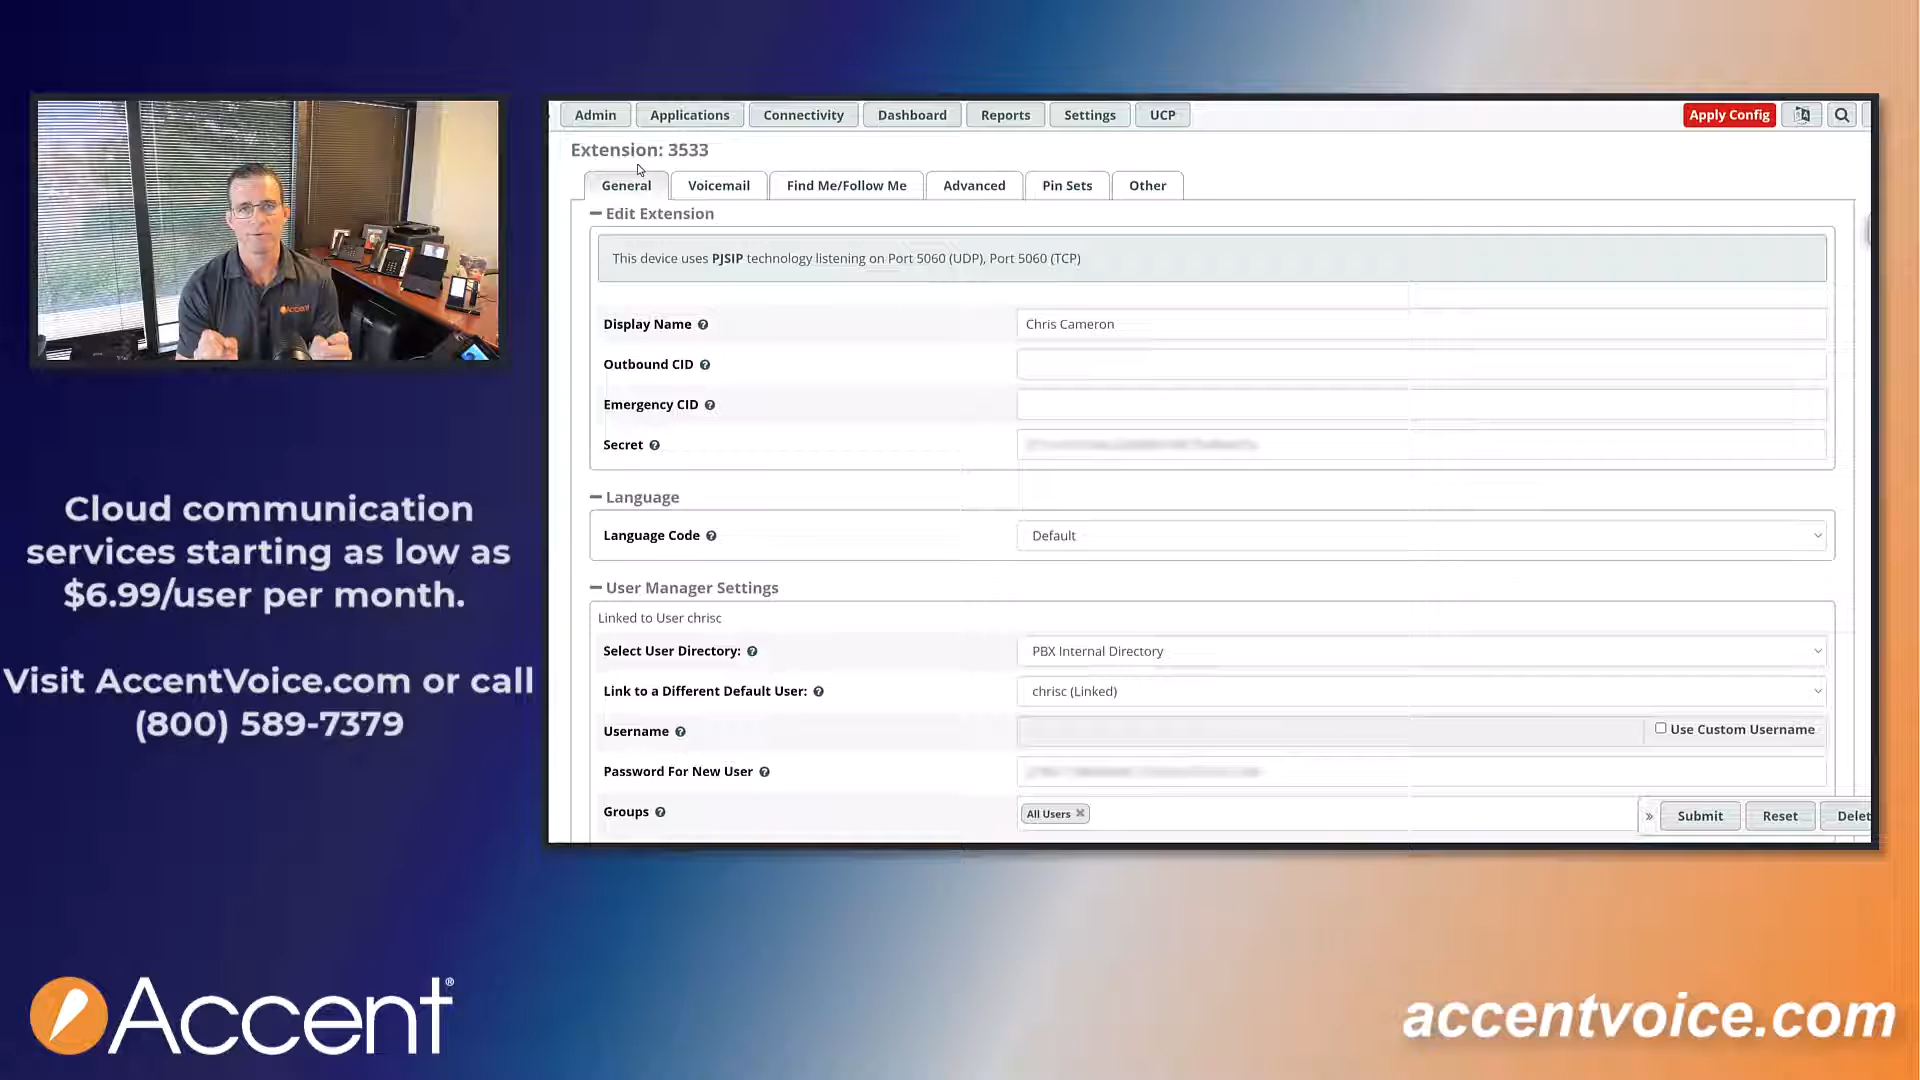 Admin Applications Connectivity Dashboard Reports Settings UCP Apply Config
Extension: 3533
General Voicemail Find Me/Follow Me Advanced Pin Sets Other
Edit Extension
This device uses PJSIP technology listening on Port 5060 (UDP), Port 5060 (TCP)
Display Name Chris Cameron
Outbound CID
Emergency CID
Secret
Language
Language Code Default
User Manager Settings
Linked to User chrisc
Select User Directory: PBX Internal Directory
Link to a Different Default User: chrisc (Linked)
Username Use Custom Username
Password For New User
Groups All Users
» Submit Reset Delet
Accent
Cloud communication
services starting as low as
$6.99/user per month.
Visit AccentVoice.com or call
(800) 589-7379
Accent®
accentvoice.com